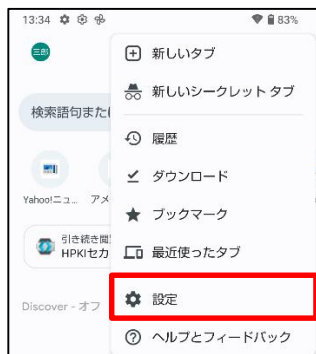 13:34 83%
三郎
新しいタブ
新しいシークレット タブ
検索語句また
履歴
ダウンロード
Yahoo!ニュ... アメ
ブックマーク
引き続き閲
HPKIセカ
最近使ったタブ
Discover - オフ
設定
ヘルプとフィードバック